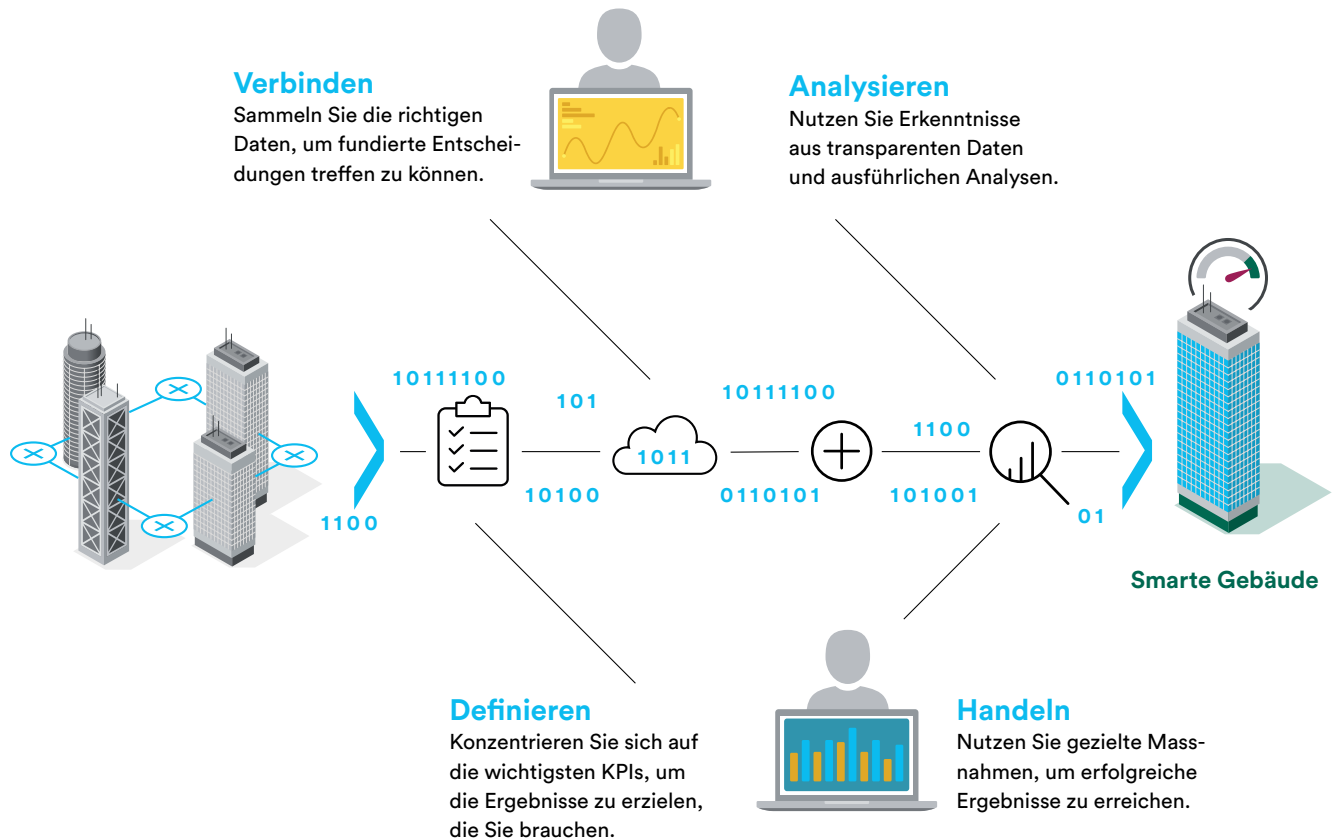 Verbinden
Sammeln Sie die richtigen
Daten, um fundierte Entschei-
dungen treffen zu können.
Analysieren
Nutzen Sie Erkenntnisse
aus transparenten Daten
und ausführlichen Analysen.
10111100
101
10111100
1100
0110101
1011
1100
10100
0110101
101001
01
Smarte Gebäude
Definieren
Konzentrieren Sie sich auf
die wichtigsten KPIs, um
die Ergebnisse zu erzielen,
die Sie brauchen.
Handeln
Nutzen Sie gezielte Mass-
nahmen, um erfolgreiche
Ergebnisse zu erreichen.